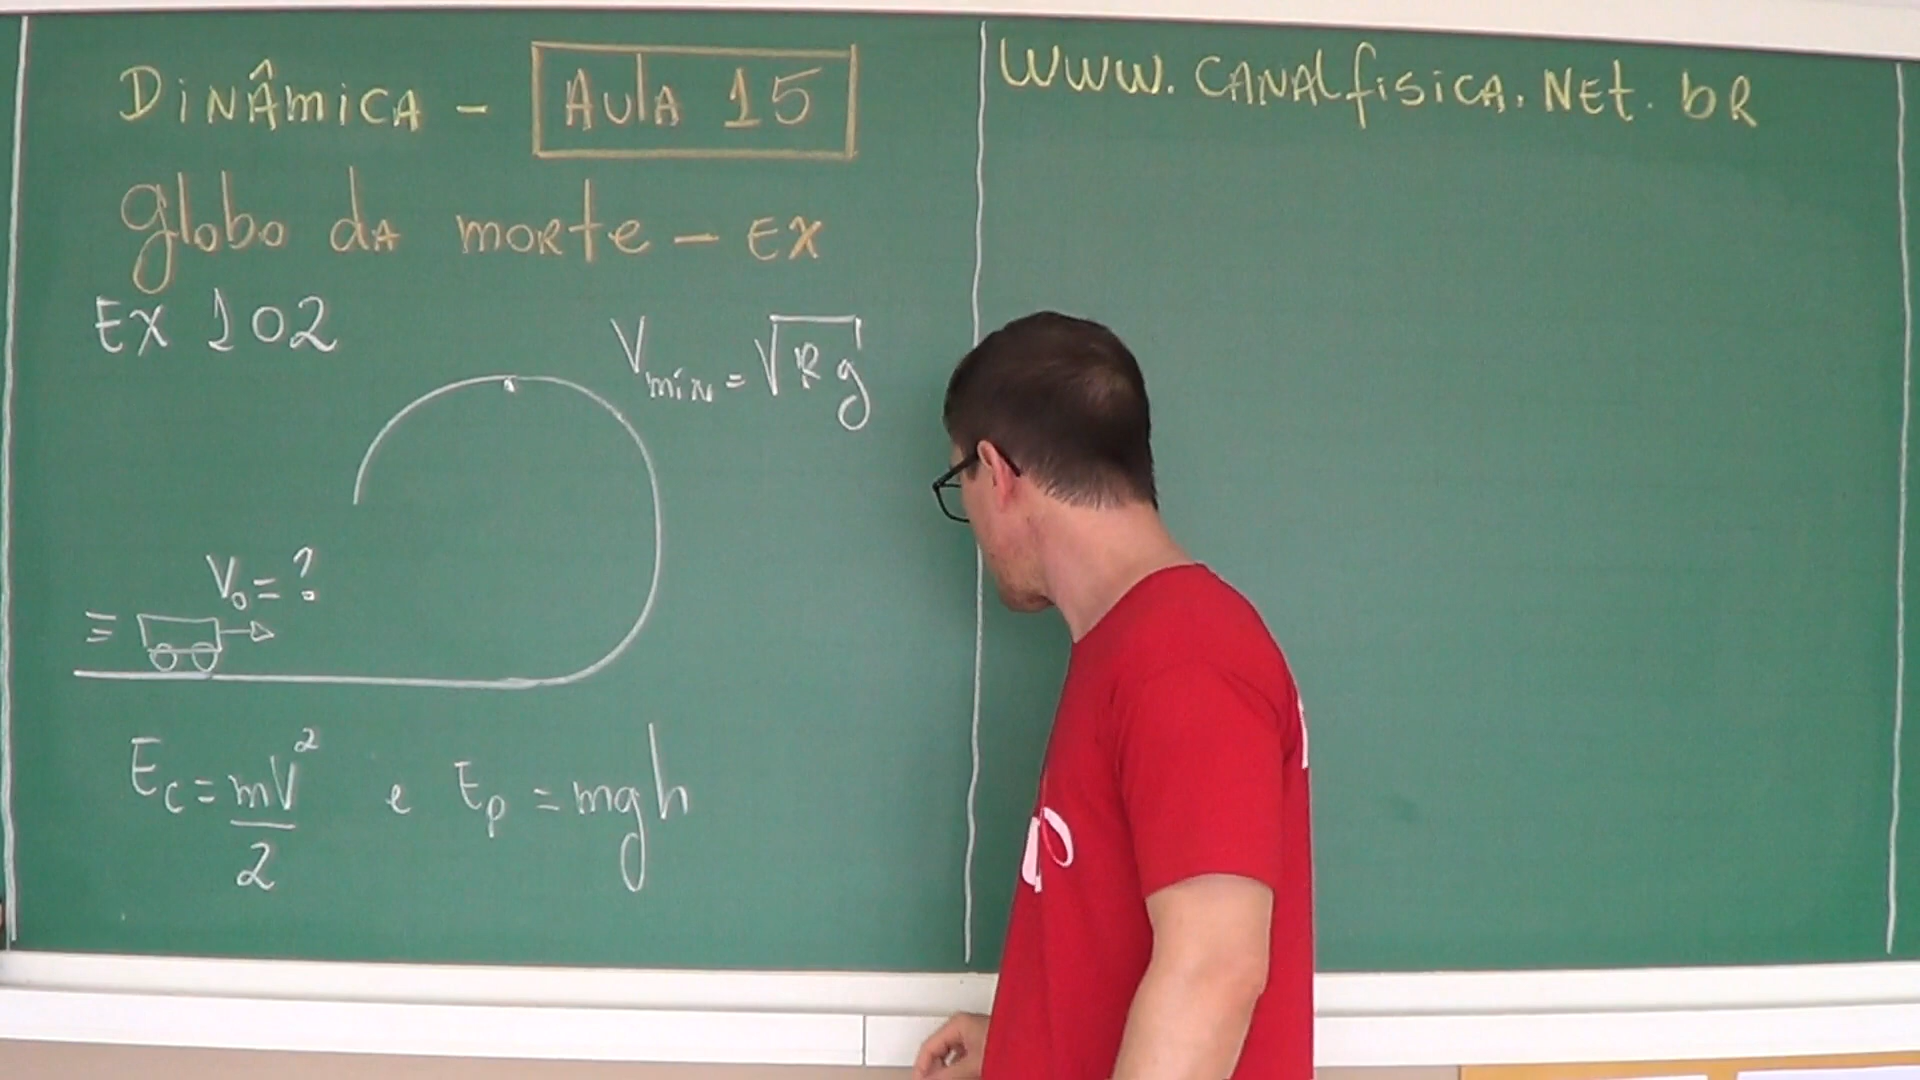 DINÂMICA - AULA 15
globo da morte - EX
EX 102
Vmín = √Rg
V₀ = ?
Ec = mV²/2 e Ep = mgh
www.CANALfisica.NEt.bR